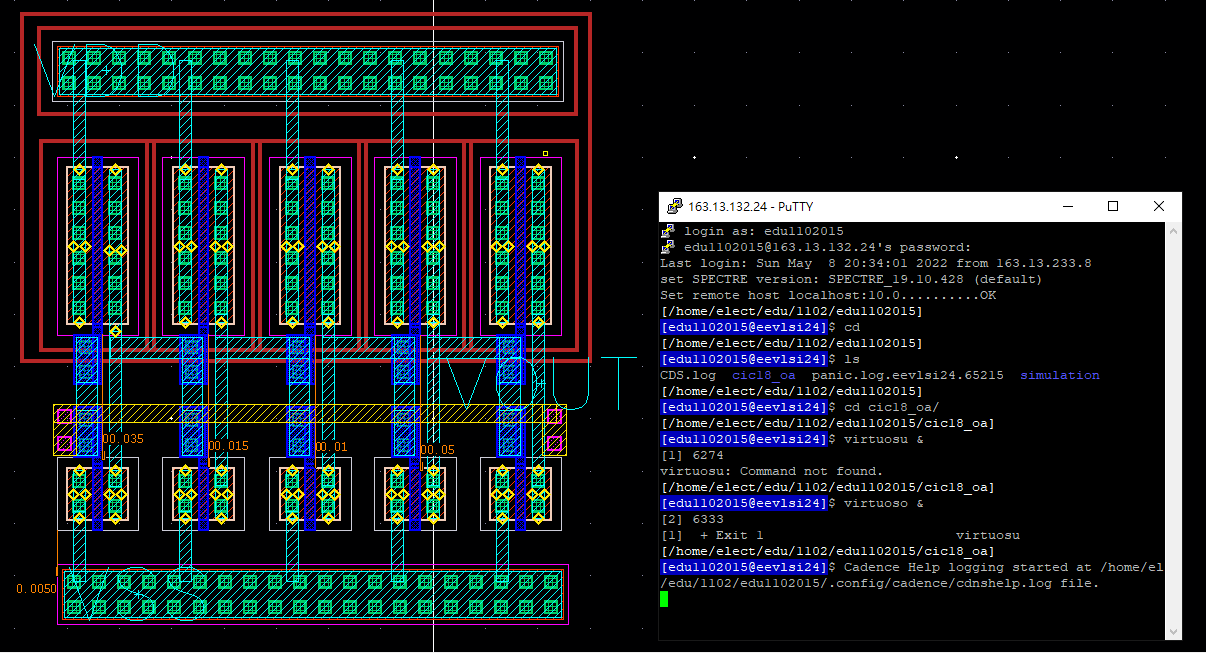 VDD
OUT
00.035
00.015
00.01
00.05
0.0050
VSS
163.13.132.24 - PuTTY
login as: edu1102015
edu1102015@163.13.132.24's password:
Last login: Sun May  8 20:34:01 2022 from 163.13.233.8
set SPECTRE version: SPECTRE_19.10.428 (default)
Set remote host localhost:10.0..........OK
[/home/elect/edu/1102/edu1102015]
[edu1102015@eevlsi24]$ cd
[/home/elect/edu/1102/edu1102015]
[edu1102015@eevlsi24]$ ls
CDS.log  cic18_oa  panic.log.eevlsi24.65215  simulation
[/home/elect/edu/1102/edu1102015]
[edu1102015@eevlsi24]$ cd cic18_oa/
[/home/elect/edu/1102/edu1102015/cic18_oa]
[edu1102015@eevlsi24]$ virtuosu &
[1] 6274
virtuosu: Command not found.
[/home/elect/edu/1102/edu1102015/cic18_oa]
[edu1102015@eevlsi24]$ virtuoso &
[2] 6333
[1]  + Exit 1                        virtuosu
[/home/elect/edu/1102/edu1102015/cic18_oa]
[edu1102015@eevlsi24]$ Cadence Help logging started at /home/el
/edu/1102/edu1102015/.config/cadence/cdnshelp.log file.